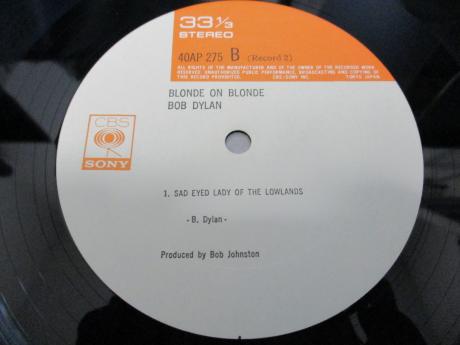 33 1/3
STEREO
40AP 275 B (Record 2)
ALL RIGHTS OF THE MANUFACTURER AND OF THE OWNER OF THE RECORDED WORK
RESERVED. UNAUTHORIZED PUBLIC PERFORMANCE, BROADCASTING AND COPYING OF
THIS RECORD PROHIBITED. CBS/SONY INC. TOKYO JAPAN
BLONDE ON BLONDE
BOB DYLAN
CBS
SONY
1. SAD EYED LADY OF THE LOWLANDS
- B. Dylan -
Produced by Bob Johnston